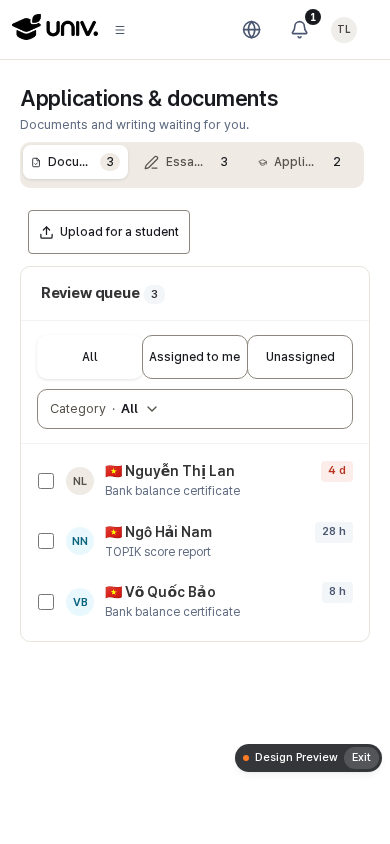 UNIV.
1
TL
Applications & documents
Documents and writing waiting for you.
Docu... 3 Essa... 3 Appli... 2
Upload for a student
Review queue 3
All Assigned to me Unassigned
Category · All
NL Nguyễn Thị Lan 4 d
Bank balance certificate
NN Ngô Hải Nam 28 h
TOPIK score report
VB Võ Quốc Bảo 8 h
Bank balance certificate
Design Preview Exit